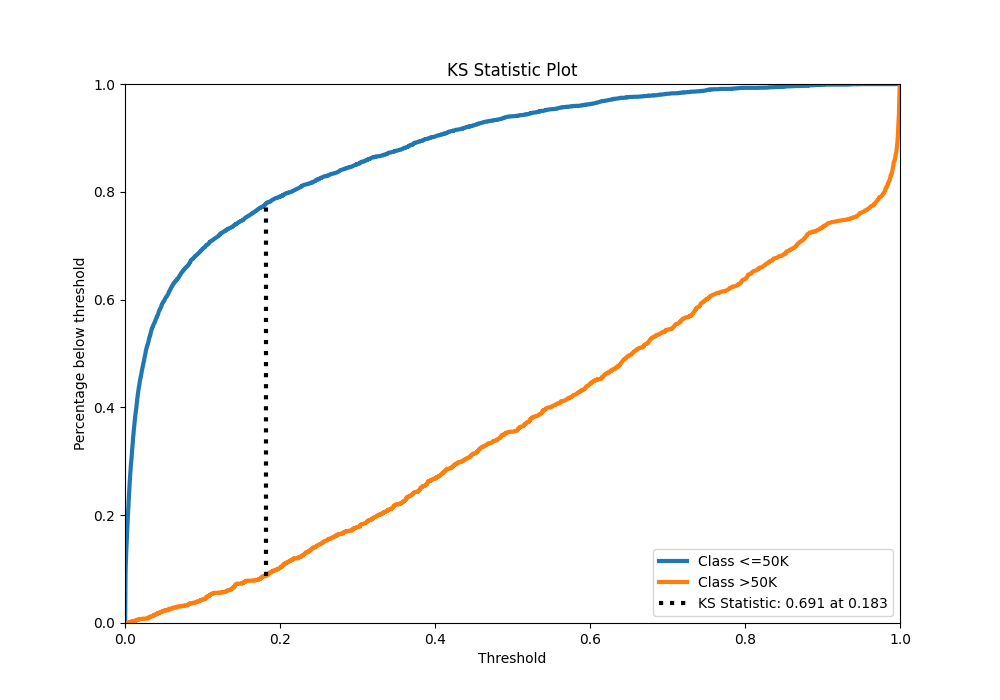 KS Statistic Plot
1.0
0.8
0.6
0.4
0.2
0.0
Percentage below threshold
0.0 0.2 0.4 0.6 0.8 1.0
Threshold
Class <=50K
Class >50K
KS Statistic: 0.691 at 0.183